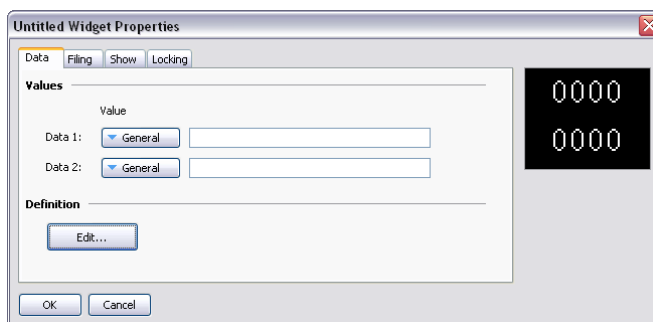 Untitled Widget Properties
Data Filing Show Locking
Values
Value
Data 1: General
Data 2: General
Definition
Edit...
OK Cancel
0000
0000